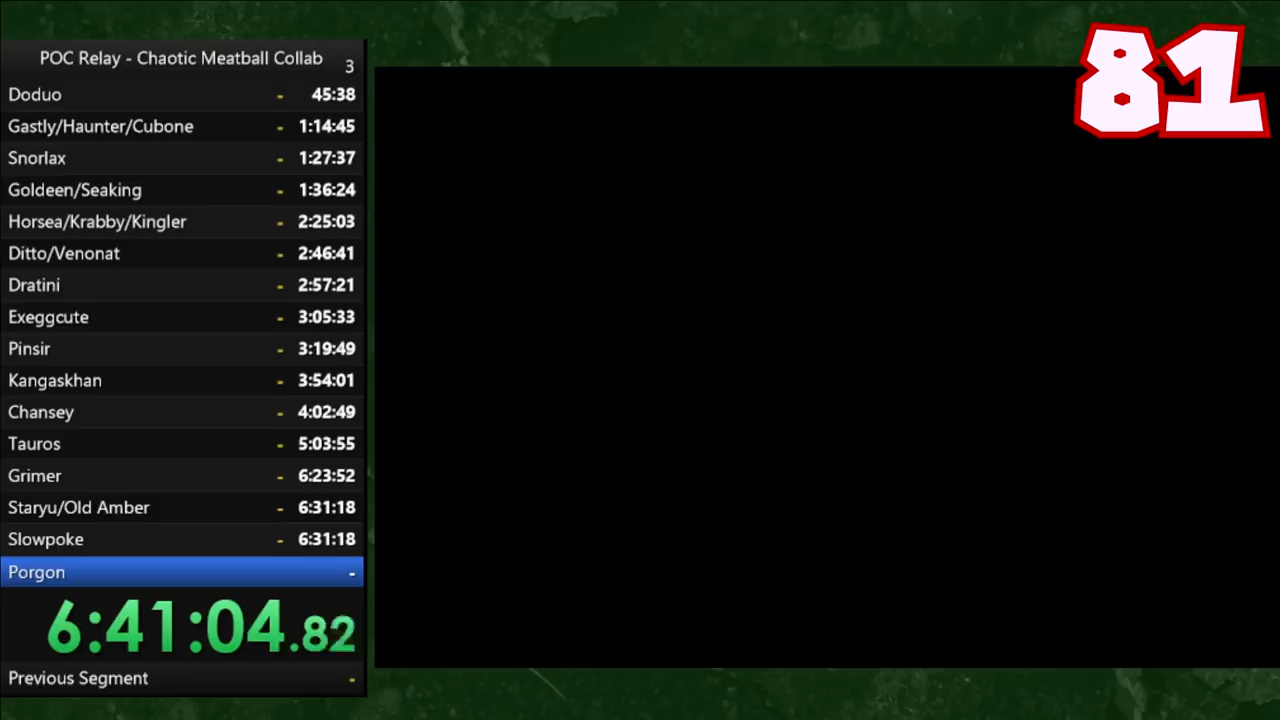 POC Relay - Chaotic Meatball Collab 3
Doduo - 45:38
Gastly/Haunter/Cubone - 1:14:45
Snorlax - 1:27:37
Goldeen/Seaking - 1:36:24
Horsea/Krabby/Kingler - 2:25:03
Ditto/Venonat - 2:46:41
Dratini - 2:57:21
Exeggcute - 3:05:33
Pinsir - 3:19:49
Kangaskhan - 3:54:01
Chansey - 4:02:49
Tauros - 5:03:55
Grimer - 6:23:52
Staryu/Old Amber - 6:31:18
Slowpoke - 6:31:18
Porgon -
6:41:04.82
Previous Segment -
81